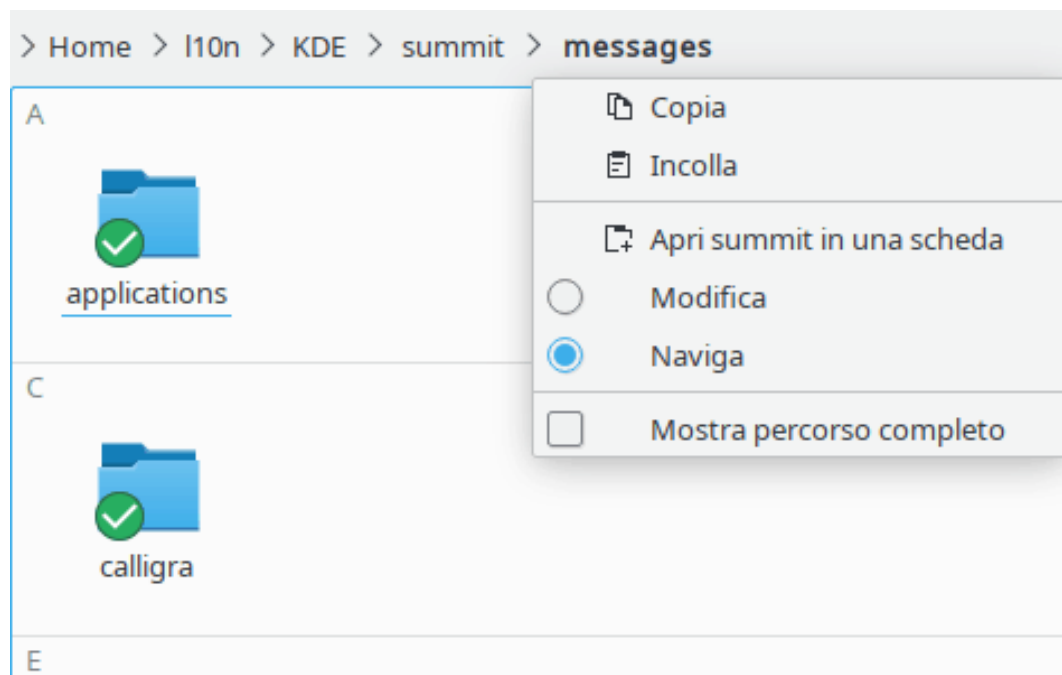 Home l10n KDE summit messages
A
Copia
Incolla
Apri summit in una scheda
applications
Modifica
Naviga
C
Mostra percorso completo
calligra
E